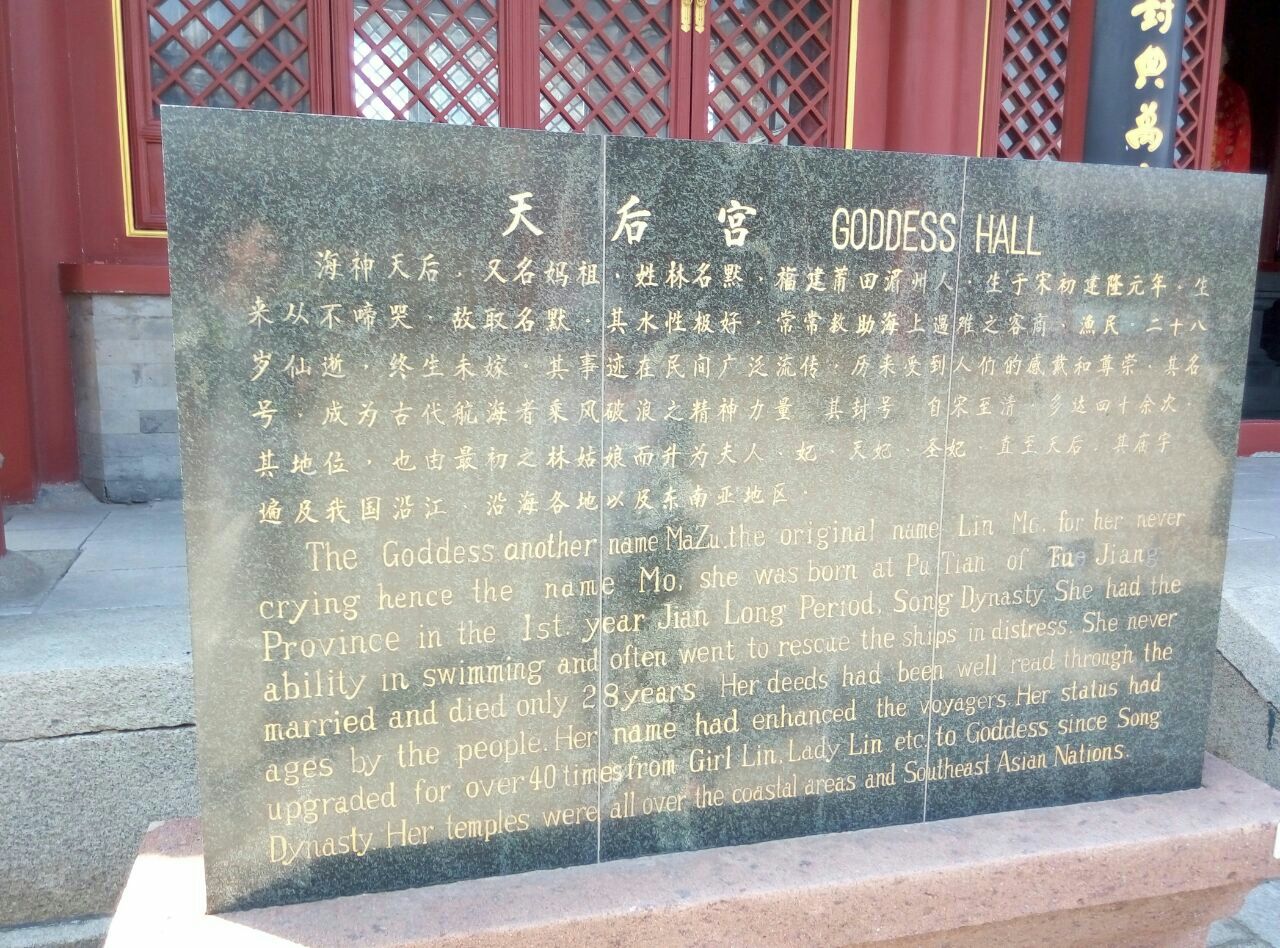 封典萬
天后宫 GODDESS HALL
海神天后，又名妈祖，姓林名默，福建莆田湄州人，生于宋初建隆元年，生
来从不啼哭，故取名默，其水性极好，常常救助海上遇难之客商，渔民，二十八
岁仙逝，终生未嫁，其事迹在民间广泛流传，历来受到人们的感戴和尊崇，其名
号，成为古代航海者乘风破浪之精神力量 其封号 自宋至清，多达四十余次，
其地位，也由最初之林姑娘而升为夫人，妃，天妃 圣妃，直至天后，其庙宇
遍及我国沿江 沿海各地以及东南亚地区，
The Goddess another name MaZu.the original name Lin Mo, for her never
crying hence the name Mo, she was born at PuTian of Fue Jiang
Province in the 1st. year Jian Long Period, Song Dynasty She had the
ability in swimming and often went to rescue the ships in distress. She never
married and died only 28,years Her deeds had been well read through the
ages by the people. Her name had enhanced the voyagers. Her status had
upgraded for over 40 times from Girl Lin, Lady Lin etc, to Goddess since Song
Dynasty Her temples were all over the coastal areas and Southeast Asian Nations.